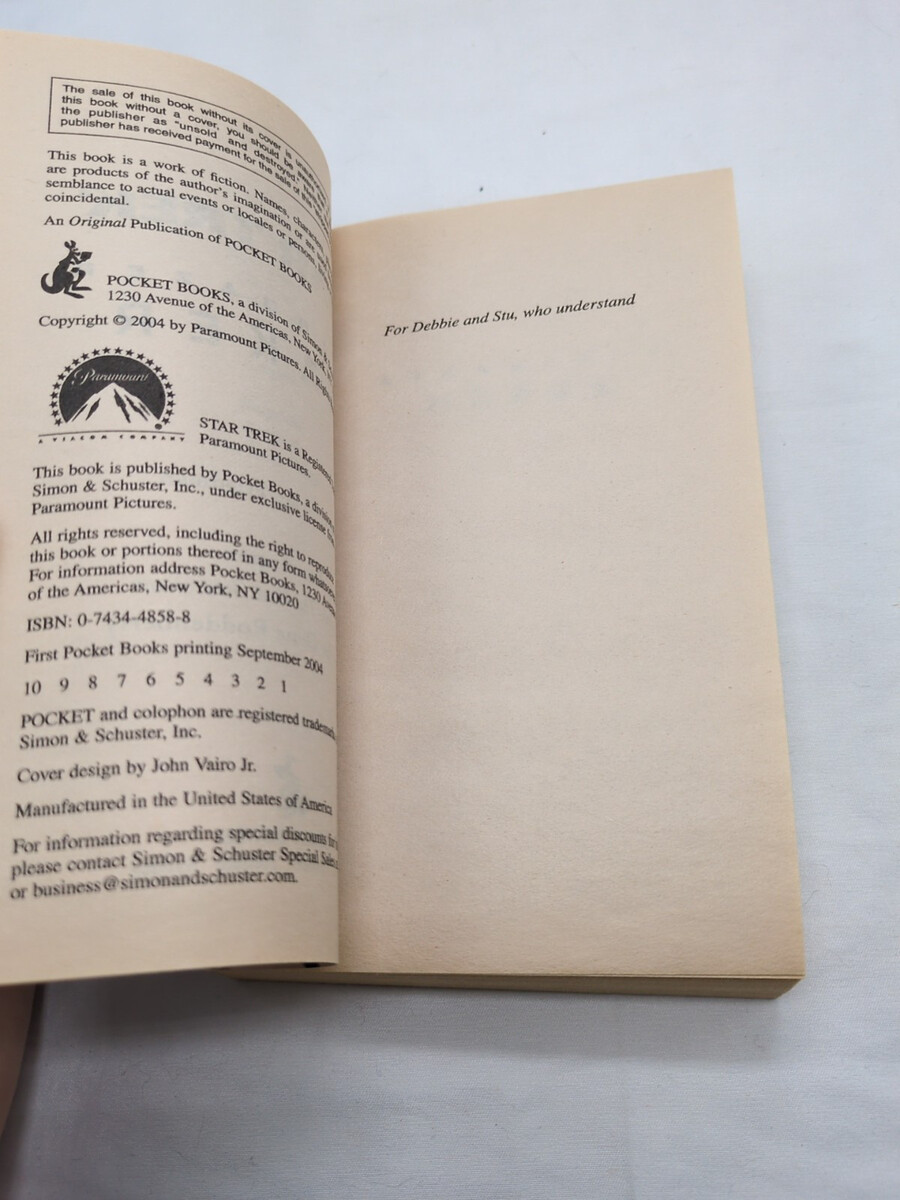 The sale of this book without its cover is
this book without a cover, you should be
the publisher as "unsold and destroyed."
publisher has received payment for the sale of this
This book is a work of fiction. Names,
are products of the author's imagination or are
semblance to actual events or locales or persons,
coincidental.
An Original Publication of POCKET BOOKS
POCKET BOOKS, a division of Simon &
1230 Avenue of the Americas, New York,
Copyright © 2004 by Paramount Pictures. All
Paramount
A VIACOM COMPANY
STAR TREK is a Registered
Paramount Pictures.
This book is published by Pocket Books, a division
Simon & Schuster, Inc., under exclusive license
Paramount Pictures.
All rights reserved, including the right to reproduce
this book or portions thereof in any form
For information address Pocket Books, 1230
of the Americas, New York, NY 10020
ISBN: 0-7434-4858-8
First Pocket Books printing September 2004
10 9 8 7 6 5 4 3 2 1
POCKET and colophon are registered
Simon & Schuster, Inc.
Cover design by John Vairo Jr.
Manufactured in the United States of America
For information regarding special discounts
please contact Simon & Schuster Special
or business@simonandschuster.com.
For Debbie and Stu, who understand